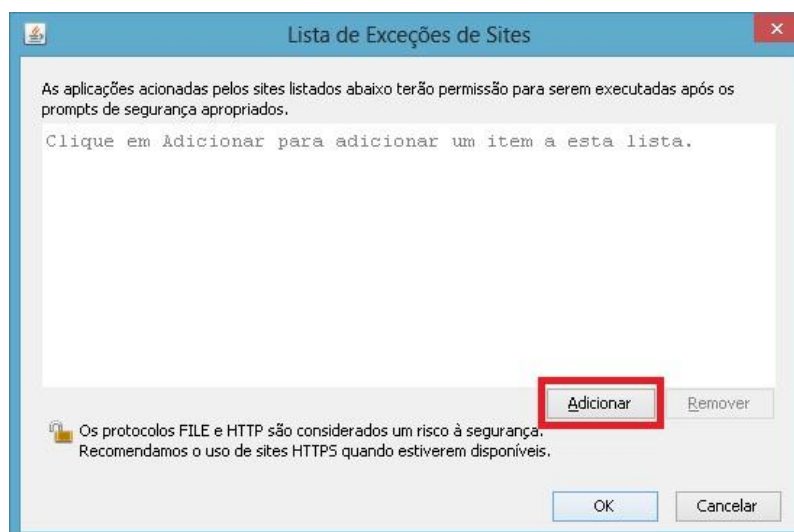 Lista de Exceções de Sites
As aplicações acionadas pelos sites listados abaixo terão permissão para serem executadas após os
prompts de segurança apropriados.
Clique em Adicionar para adicionar um item a esta lista.
Adicionar
Remover
Os protocolos FILE e HTTP são considerados um risco à segurança.
Recomendamos o uso de sites HTTPS quando estiverem disponíveis.
OK
Cancelar